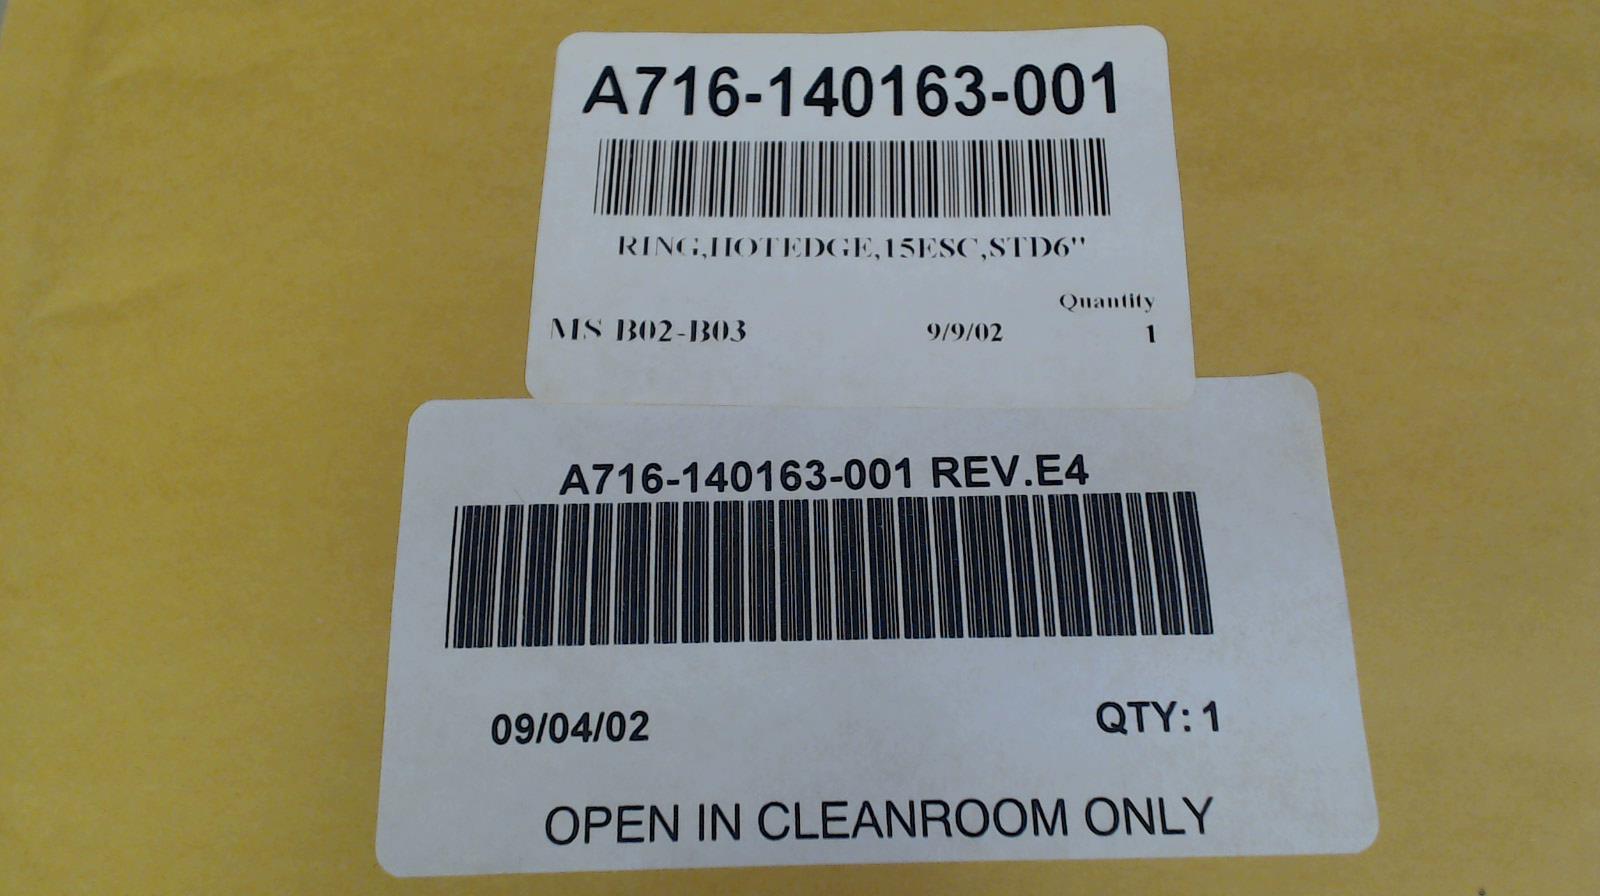 A716-140163-001
RING,HOTEDGE,15ESC,STD6"
Quantity
MS B02-B03 9/9/02 1
A716-140163-001 REV.E4
09/04/02 QTY: 1
OPEN IN CLEANROOM ONLY